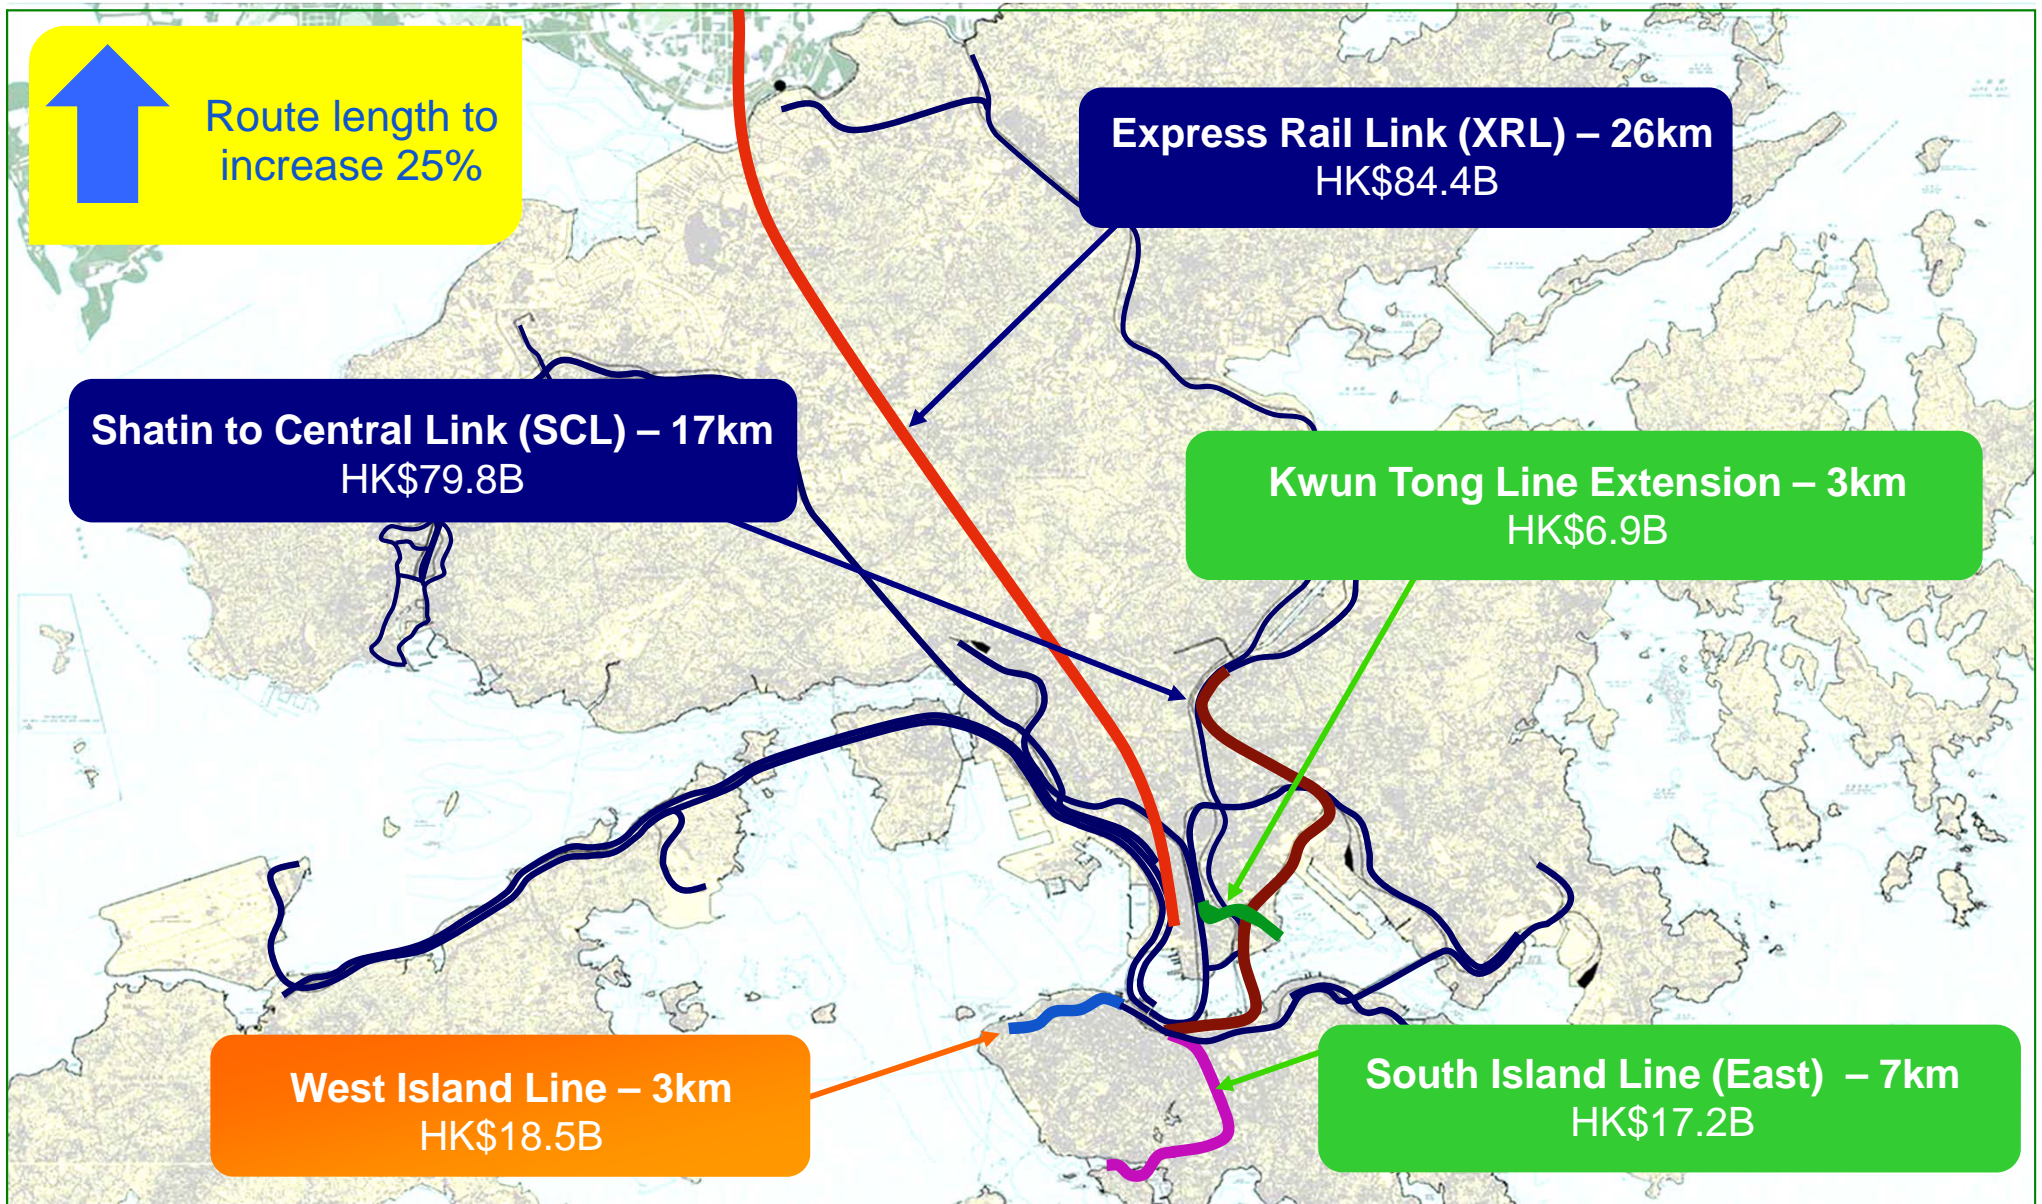 Route length to
increase 25%
Express Rail Link (XRL) – 26km
HK$84.4B
Shatin to Central Link (SCL) – 17km
HK$79.8B
Kwun Tong Line Extension – 3km
HK$6.9B
West Island Line – 3km
HK$18.5B
South Island Line (East) – 7km
HK$17.2B